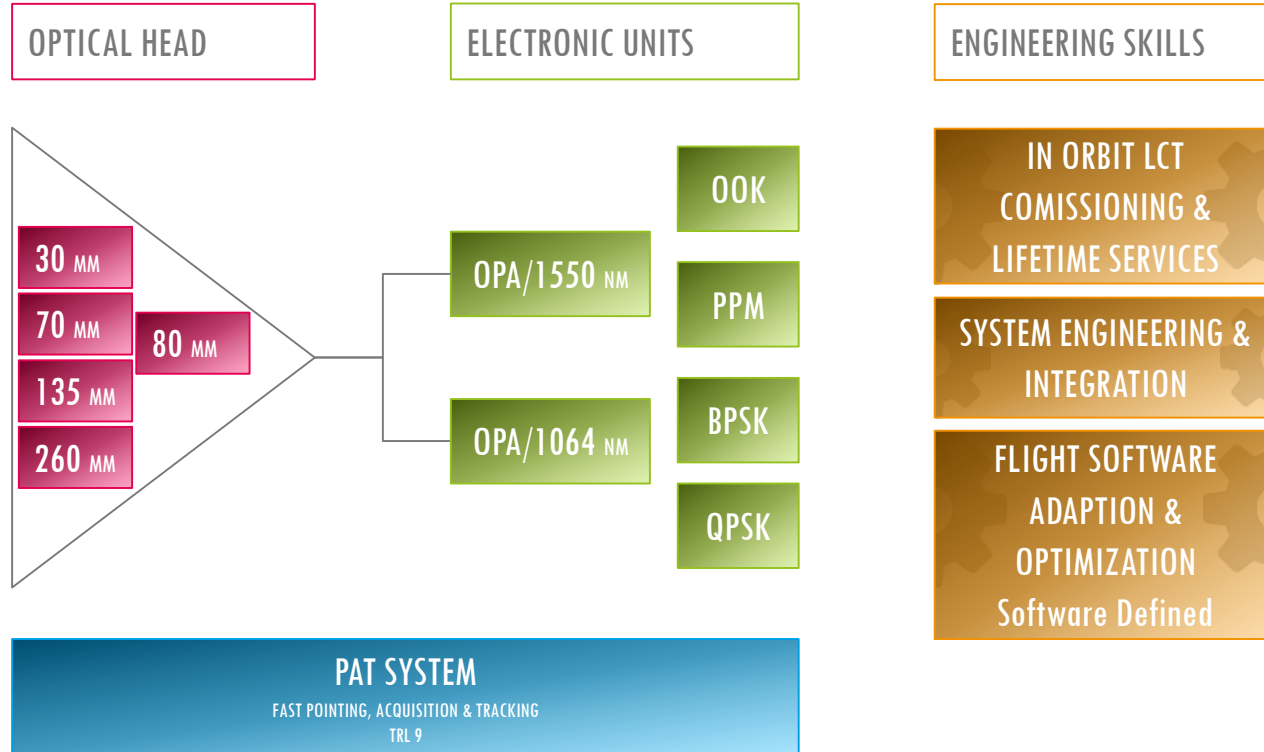 OPTICAL HEAD
ELECTRONIC UNITS
ENGINEERING SKILLS
30 MM
70 MM
80 MM
135 MM
260 MM
OPA/1550 NM
OPA/1064 NM
OOK
PPM
BPSK
QPSK
IN ORBIT LCT
COMISSIONING &
LIFETIME SERVICES
SYSTEM ENGINEERING &
INTEGRATION
FLIGHT SOFTWARE
ADAPTION &
OPTIMIZATION
Software Defined
PAT SYSTEM
FAST POINTING, ACQUISITION & TRACKING
TRL 9